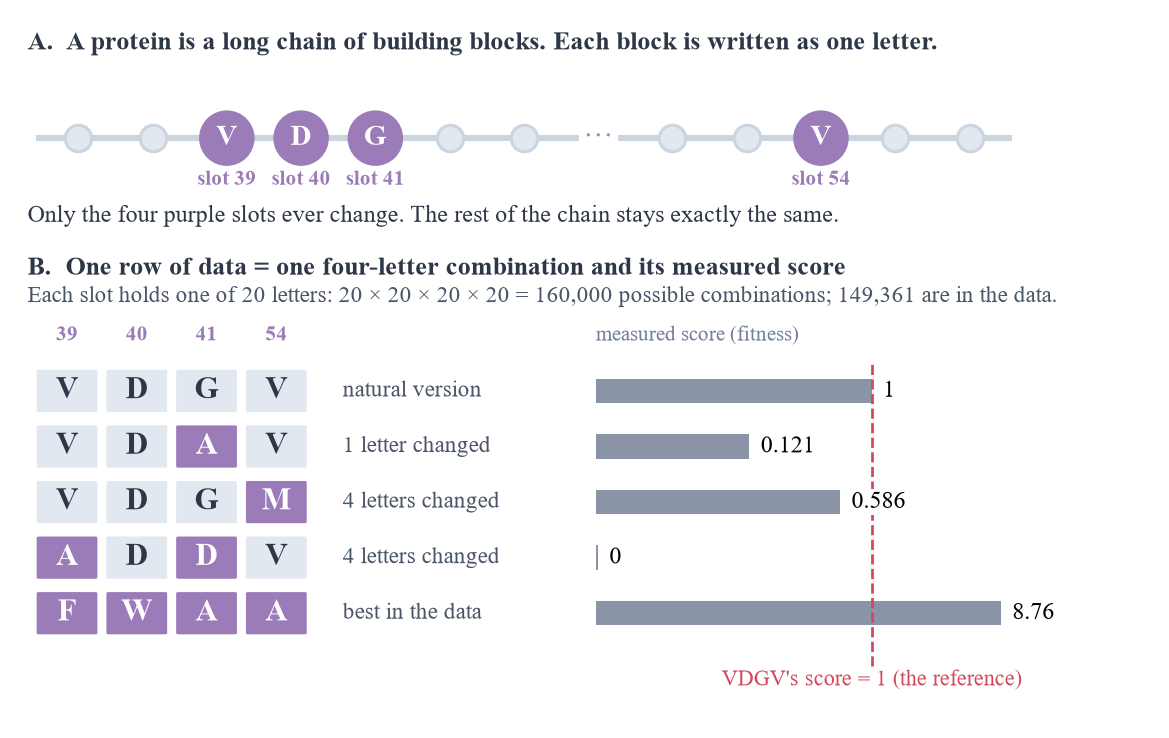 A. A protein is a long chain of building blocks. Each block is written as one letter.
V D G ... V
slot 39 slot 40 slot 41 slot 54
Only the four purple slots ever change. The rest of the chain stays exactly the same.
B. One row of data = one four-letter combination and its measured score
Each slot holds one of 20 letters: 20 × 20 × 20 × 20 = 160,000 possible combinations; 149,361 are in the data.
39 40 41 54 measured score (fitness)
V D G V natural version 1
V D A V 1 letter changed 0.121
V D G M 4 letters changed 0.586
A D D V 4 letters changed 0
F W A A best in the data 8.76
VDGV's score = 1 (the reference)